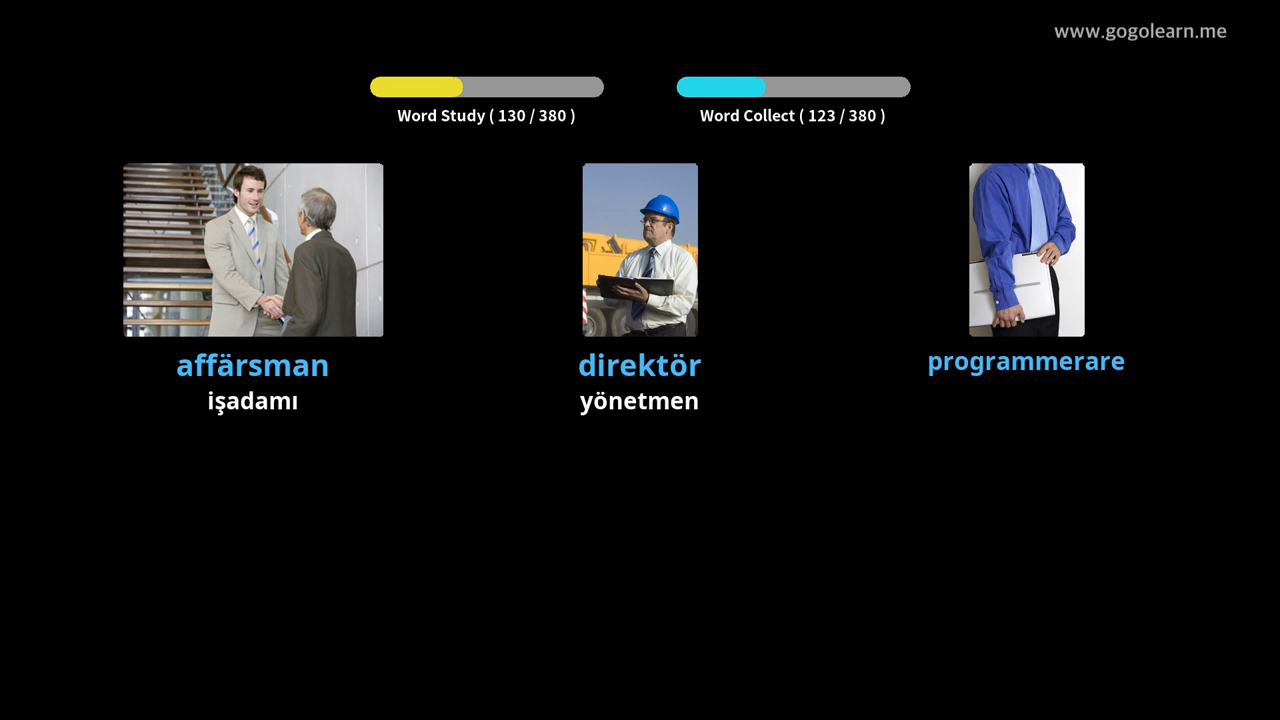 www.gogolearn.me
Word Study ( 130 / 380 )
Word Collect ( 123 / 380 )
affärsman
direktör
programmerare
işadamı
yönetmen